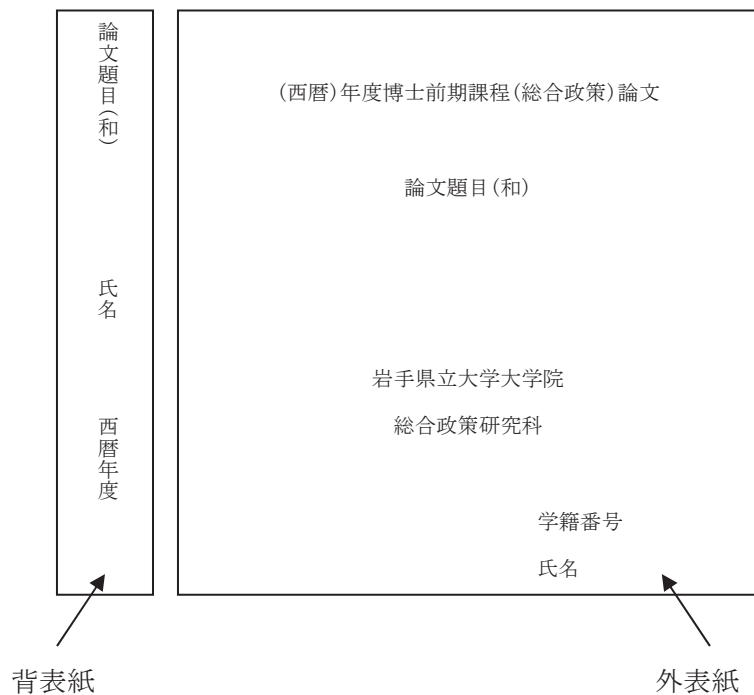 論文題目(和)
氏名
西暦年度
(西暦)年度博士前期課程(総合政策)論文
論文題目(和)
岩手県立大学大学院
総合政策研究科
学籍番号
氏名
背表紙
外表紙